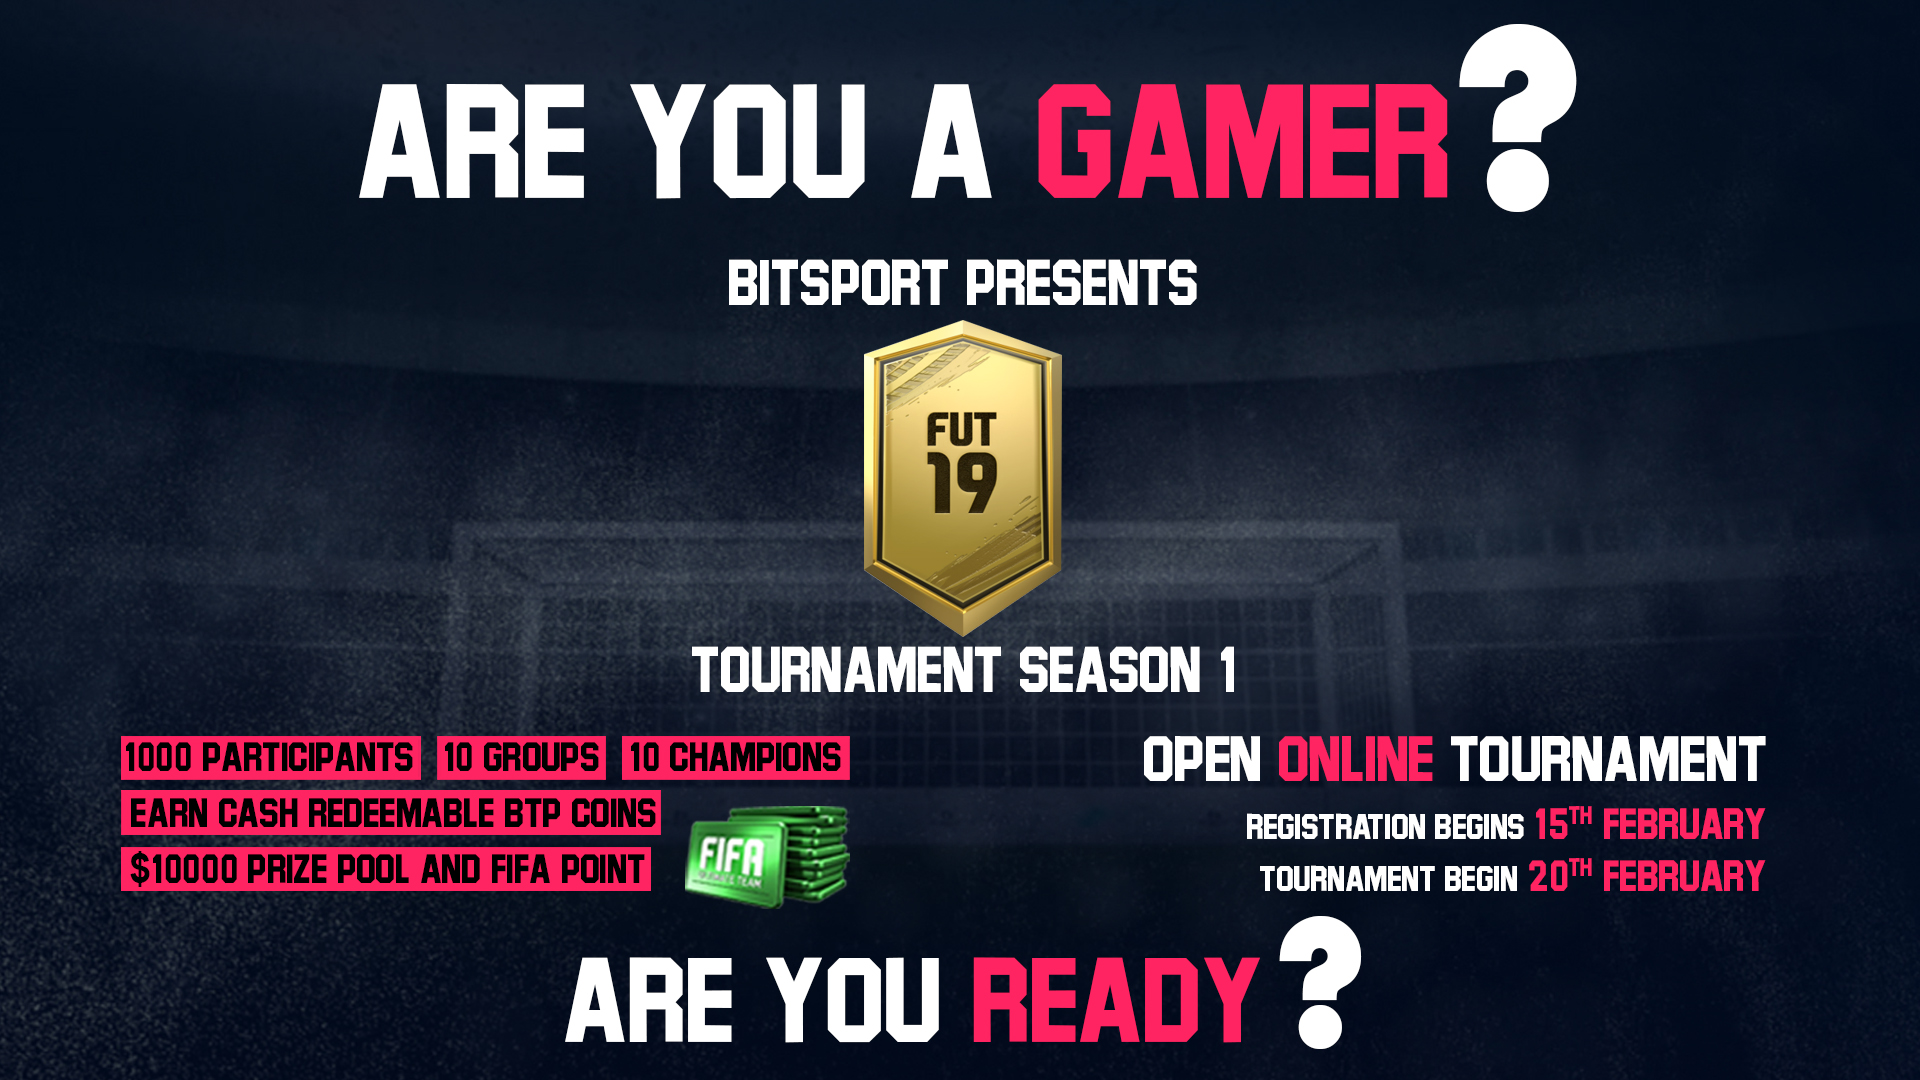 ARE YOU A GAMER?
BITSPORT PRESENTS
FUT
19
TOURNAMENT SEASON 1
1000 PARTICIPANTS 10 GROUPS 10 CHAMPIONS
EARN CASH REDEEMABLE BTP COINS
$10000 PRIZE POOL AND FIFA POINT
FIFA
OPEN ONLINE TOURNAMENT
REGISTRATION BEGINS 15TH FEBRUARY
TOURNAMENT BEGIN 20TH FEBRUARY
ARE YOU READY?